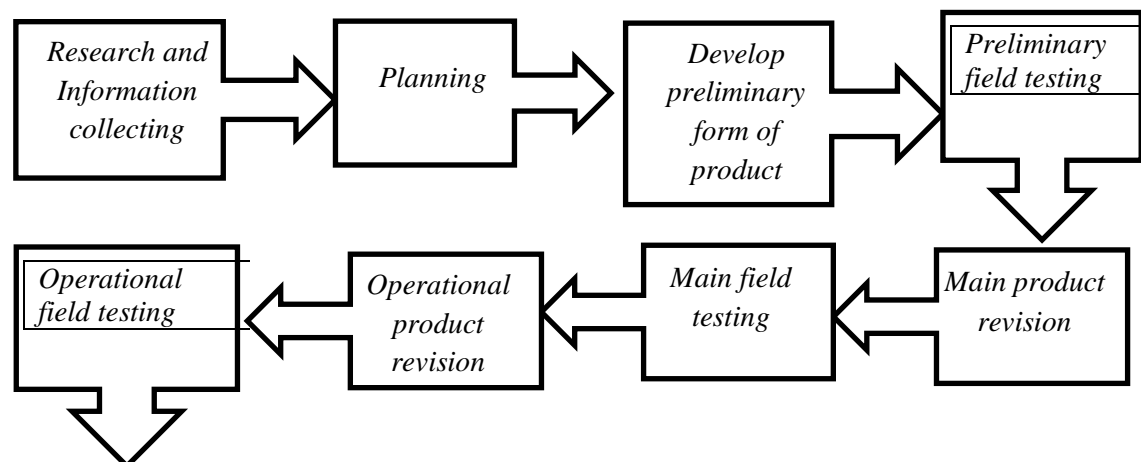 Research and
Information
collecting
Planning
Develop
preliminary
form of
product
Preliminary
field testing
Main product
revision
Main field
testing
Operational
product
revision
Operational
field testing